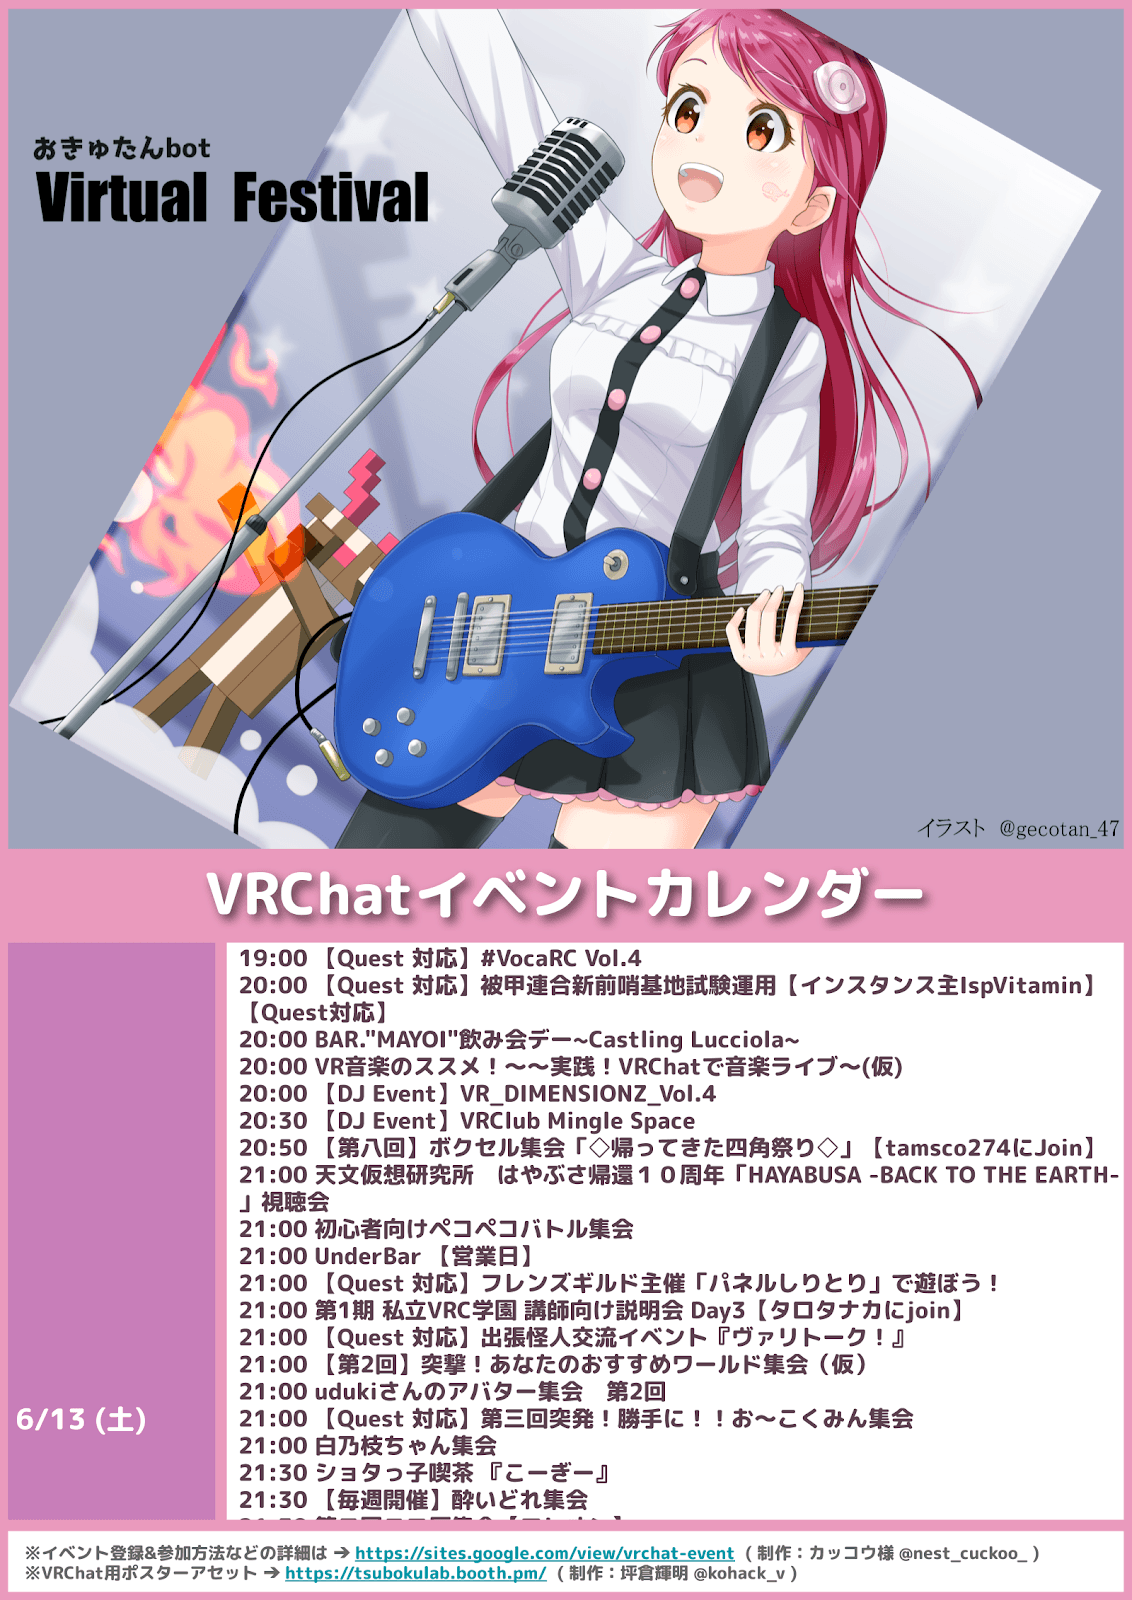 おきゅたんbot
Virtual Festival
イラスト @gecotan_47
VRChatイベントカレンダー
6/13 (土)
19:00 【Quest 対応】#VocaRC Vol.4
20:00 【Quest 対応】被甲連合新前哨基地試験運用【インスタンス主IspVitamin】
【Quest対応】
20:00 BAR."MAYOI"飲み会デー~Castling Lucciola~
20:00 VR音楽のススメ！～～実践！VRChatで音楽ライブ～(仮)
20:00 【DJ Event】VR_DIMENSIONZ_Vol.4
20:30 【DJ Event】VRClub Mingle Space
20:50 【第八回】ボクセル集会「◇帰ってきた四角祭り◇」【tamsco274にJoin】
21:00 天文仮想研究所　はやぶさ帰還１０周年「HAYABUSA -BACK TO THE EARTH-
」視聴会
21:00 初心者向けペコペコバトル集会
21:00 UnderBar 【営業日】
21:00 【Quest 対応】フレンズギルド主催「パネルしりとり」で遊ぼう！
21:00 第1期 私立VRC学園 講師向け説明会 Day3【タロタナカにjoin】
21:00 【Quest 対応】出張怪人交流イベント『ヴァリトーク！』
21:00 【第2回】突撃！あなたのおすすめワールド集会（仮）
21:00 udukiさんのアバター集会　第2回
21:00 【Quest 対応】第三回突発！勝手に！！お～こくみん集会
21:00 白乃枝ちゃん集会
21:30 ショタっ子喫茶 『こーぎー』
21:30 【毎週開催】酔いどれ集会
※イベント登録&参加方法などの詳細は → https://sites.google.com/view/vrchat-event ( 制作：カッコウ様 @nest_cuckoo_ )
※VRChat用ポスターアセット → https://tsubokulab.booth.pm/ ( 制作：坪倉輝明 @kohack_v )